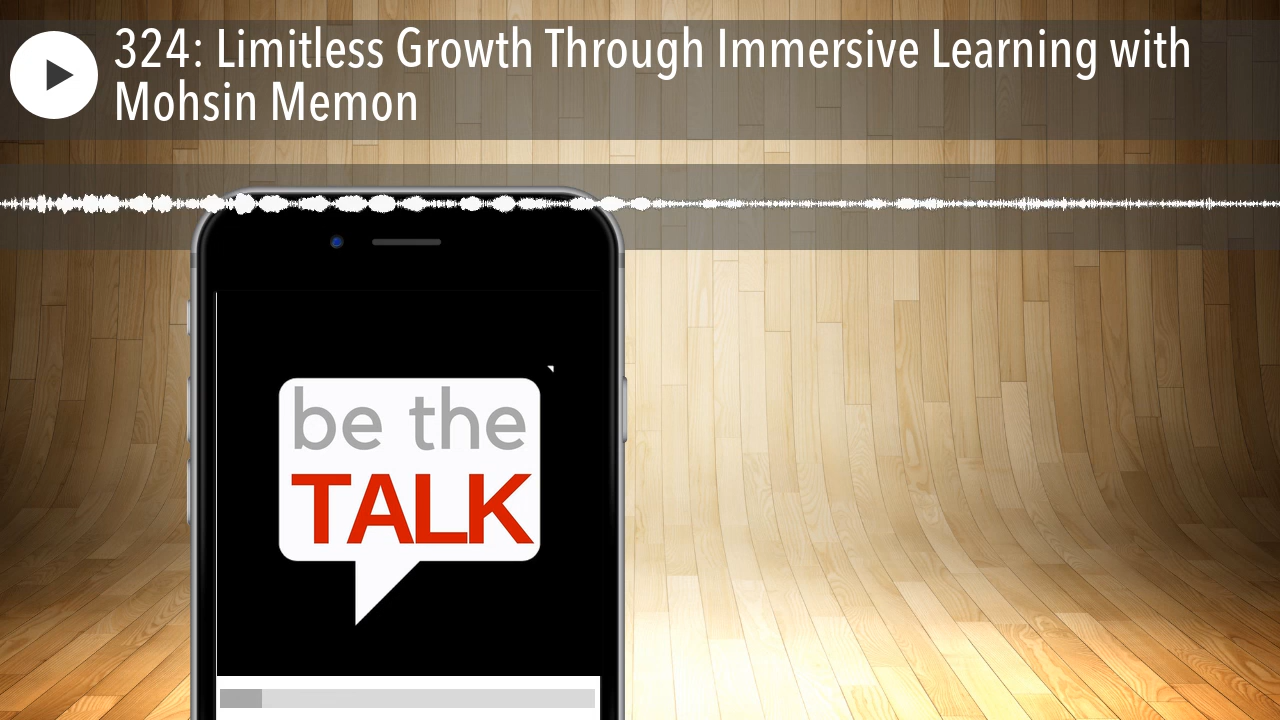 324: Limitless Growth Through Immersive Learning with
Mohsin Memon
be the
TALK